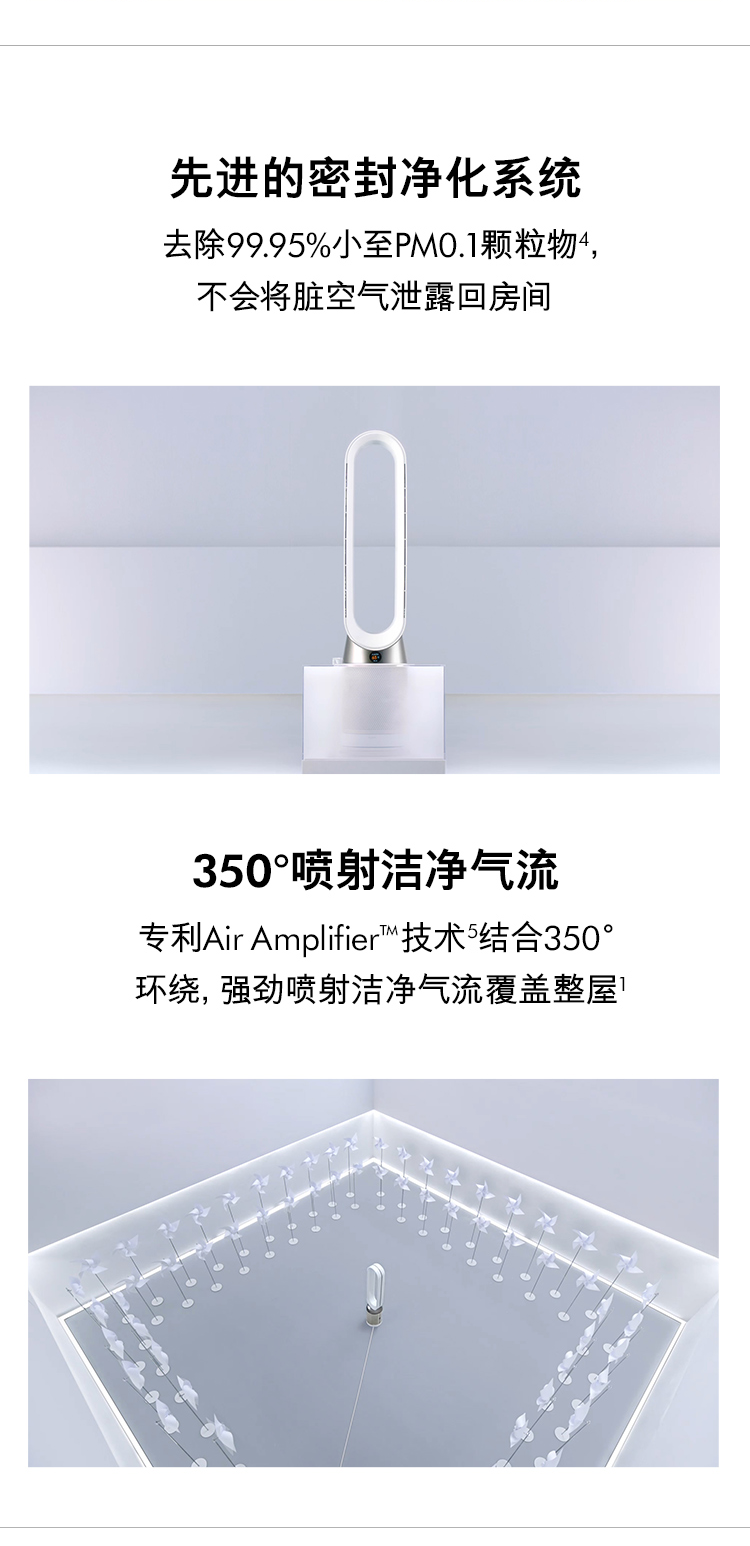 先进的密封净化系统
去除99.95%小至PM0.1颗粒物⁴,
不会将脏空气泄露回房间
350°喷射洁净气流
专利Air Amplifier™技术⁵结合350°
环绕, 强劲喷射洁净气流覆盖整屋¹